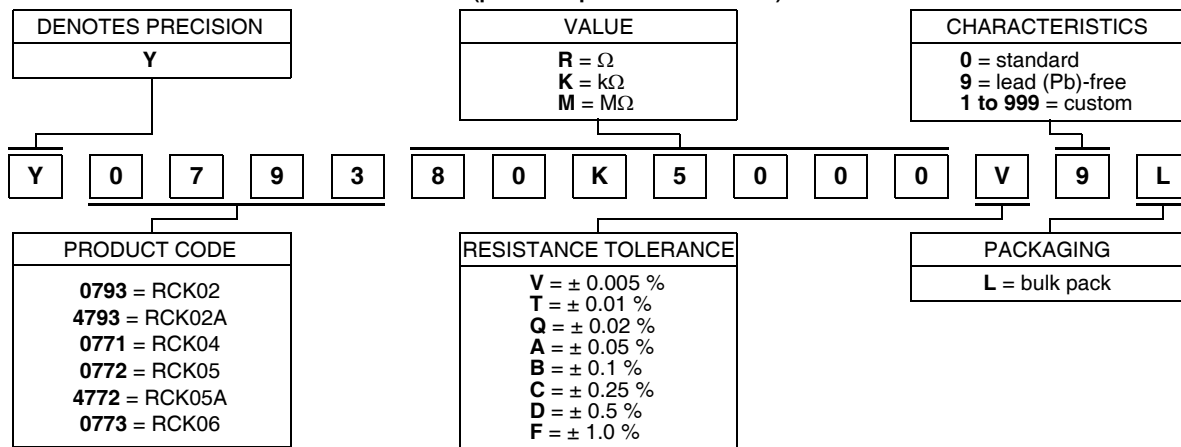 DENOTES PRECISION
Y
VALUE
R = Ω
K = kΩ
M = MΩ
CHARACTERISTICS
0 = standard
9 = lead (Pb)-free
1 to 999 = custom
Y 0 7 9 3 8 0 K 5 0 0 0 V 9 L
PRODUCT CODE
0793 = RCK02
4793 = RCK02A
0771 = RCK04
0772 = RCK05
4772 = RCK05A
0773 = RCK06
RESISTANCE TOLERANCE
V = ± 0.005 %
T = ± 0.01 %
Q = ± 0.02 %
A = ± 0.05 %
B = ± 0.1 %
C = ± 0.25 %
D = ± 0.5 %
F = ± 1.0 %
PACKAGING
L = bulk pack